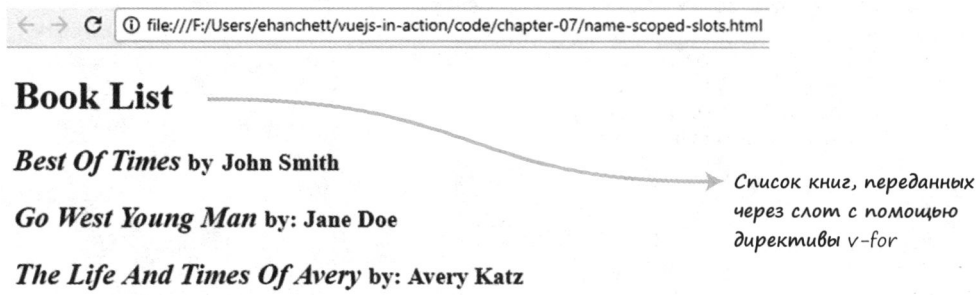 file:///F:/Users/ehanchett/vuejs-in-action/code/chapter-07/name-scoped-slots.html
Book List
Best Of Times by John Smith
Go West Young Man by: Jane Doe
The Life And Times Of Avery by: Avery Katz
Список книг, переданных
через слот с помощью
директивы v-for